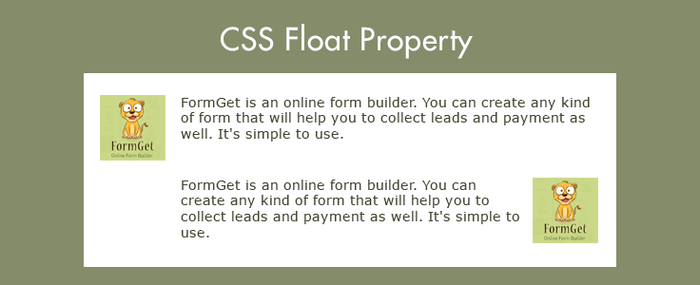 CSS Float Property
FormGet
Online Form Builder
FormGet is an online form builder. You can create any kind
of form that will help you to collect leads and payment as
well. It's simple to use.
FormGet is an online form builder. You can
create any kind of form that will help you to
collect leads and payment as well. It's simple to
use.
FormGet
Online Form Builder